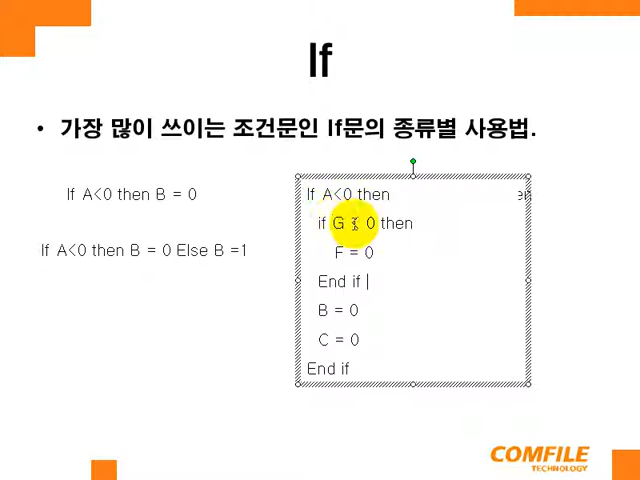 If
• 가장 많이 쓰이는 조건문인 If문의 종류별 사용법.
If A<0 then B = 0
If A<0 then B = 0 Else B =1
If A<0 then
if G = 0 then
F = 0
End if
B = 0
C = 0
End if
COMFILE
TECHNOLOGY